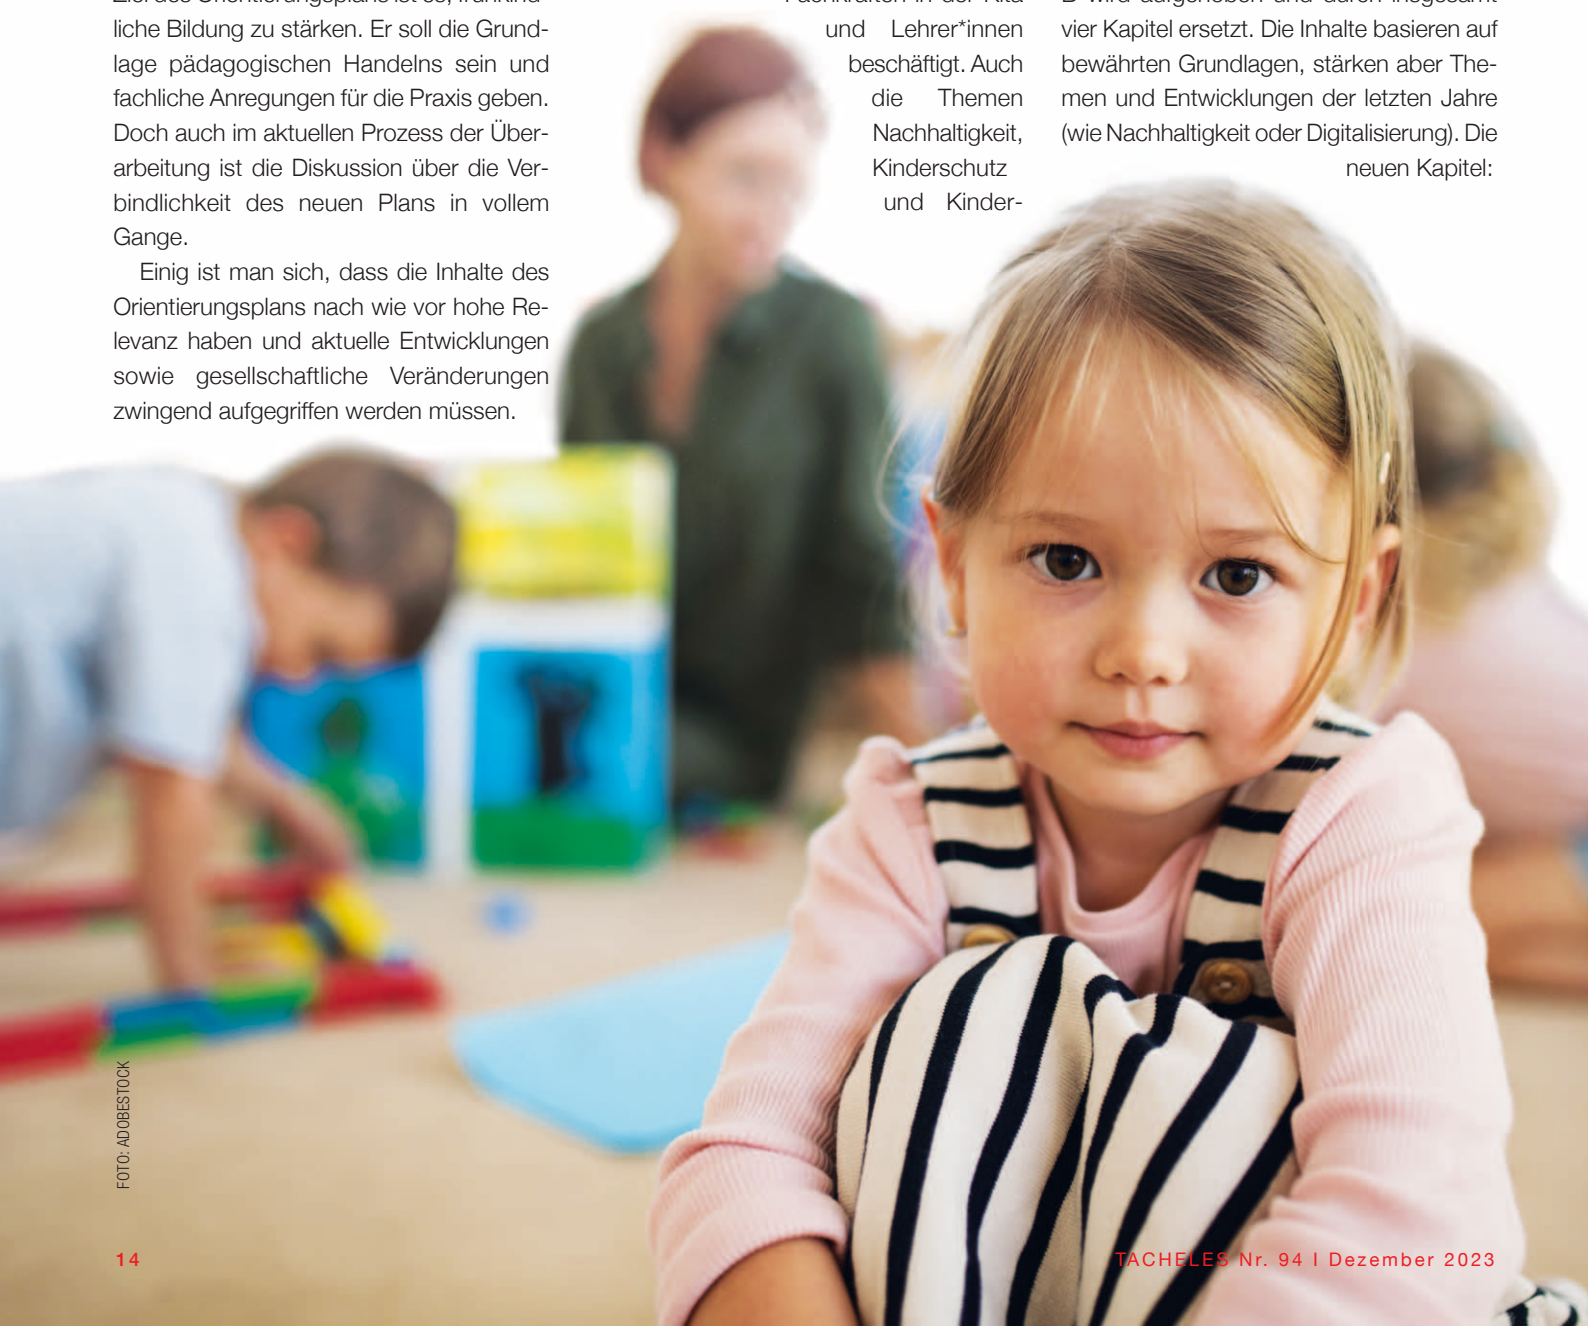 liche Bildung zu stärken. Er soll die Grund-
lage pädagogischen Handelns sein und
fachliche Anregungen für die Praxis geben.
Doch auch im aktuellen Prozess der Über-
arbeitung ist die Diskussion über die Ver-
bindlichkeit des neuen Plans in vollem
Gange.
Einig ist man sich, dass die Inhalte des
Orientierungsplans nach wie vor hohe Re-
levanz haben und aktuelle Entwicklungen
sowie gesellschaftliche Veränderungen
zwingend aufgegriffen werden müssen.
und Lehrer*innen
beschäftigt. Auch
die Themen
Nachhaltigkeit,
Kinderschutz
und Kinder-
vier Kapitel ersetzt. Die Inhalte basieren auf
bewährten Grundlagen, stärken aber The-
men und Entwicklungen der letzten Jahre
(wie Nachhaltigkeit oder Digitalisierung). Die
neuen Kapitel:
FOTO: ADOBESTOCK
14
TACHELES Nr. 94 I Dezember 2023